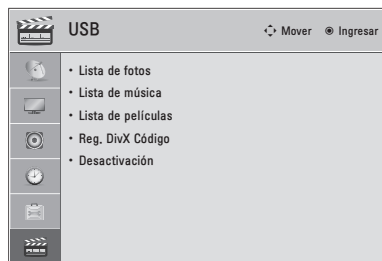 USB
Mover
Ingresar
• Lista de fotos
• Lista de música
• Lista de películas
• Reg. DivX Código
• Desactivación